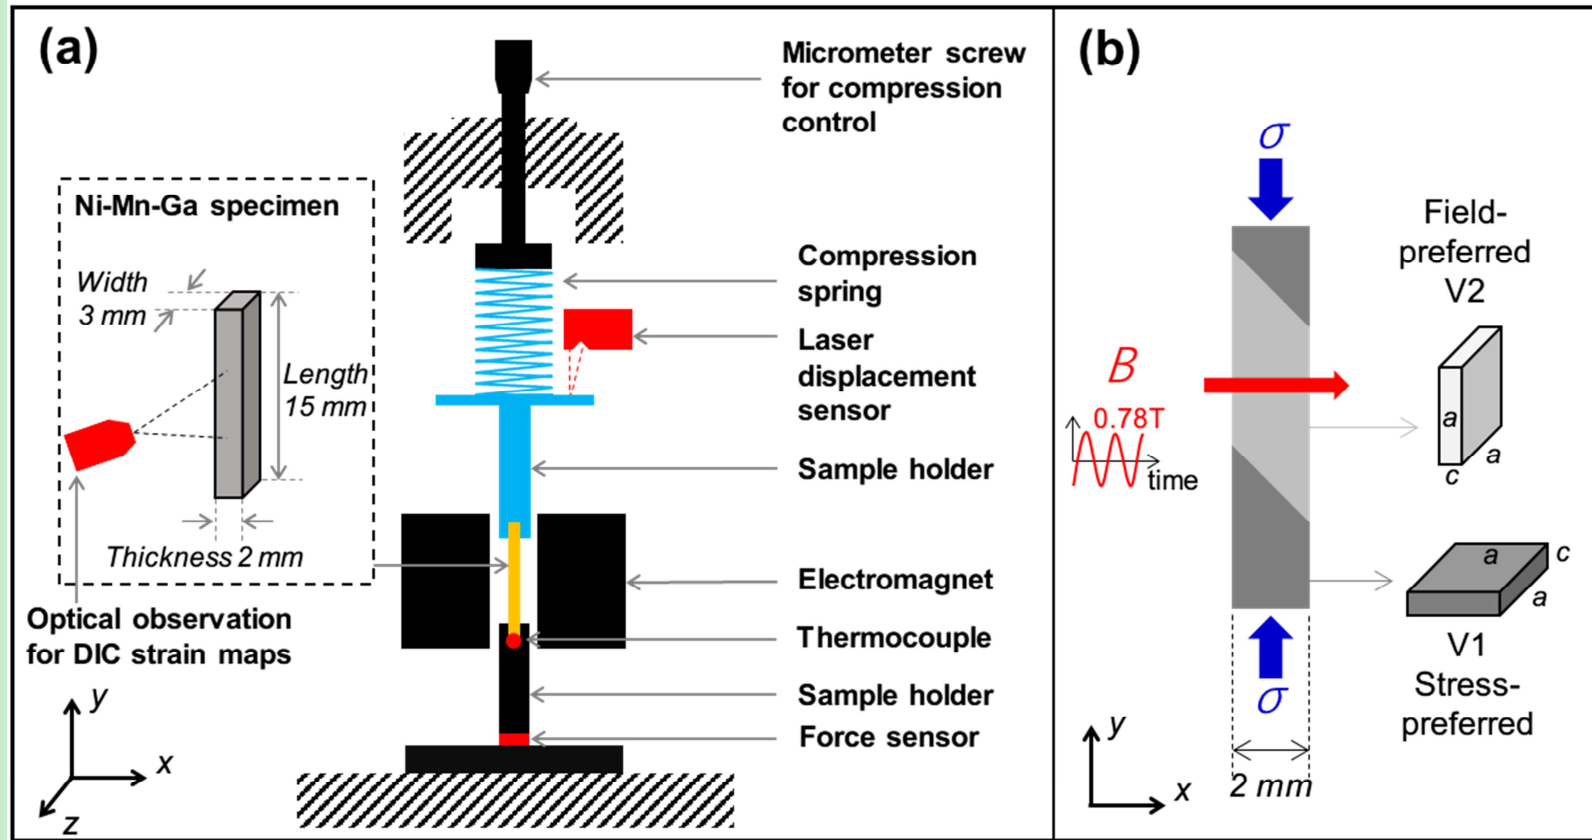 (a)
Micrometer screw
for compression
control
Ni-Mn-Ga specimen
Width
3 mm
Length
15 mm
Thickness 2 mm
Optical observation
for DIC strain maps
Compression
spring
Laser
displacement
sensor
Sample holder
Electromagnet
Thermocouple
Sample holder
Force sensor
y
x
z
(b)
σ
Field-
preferred
V2
B
0.78T
time
a
a
c
a
c
a
V1
Stress-
preferred
σ
2 mm
y
x